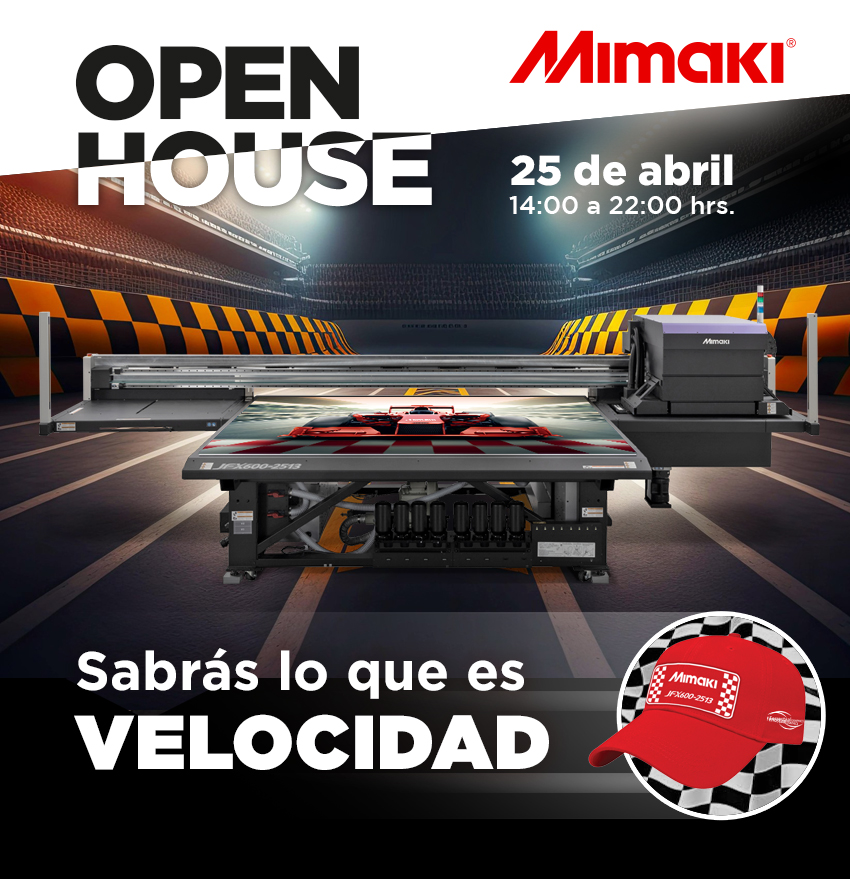 OPEN
HOUSE
Mimaki®
25 de abril
14:00 a 22:00 hrs.
Mimaki
JFX600-2513
Sabrás lo que es
VELOCIDAD
Mimaki
JFX600-2513